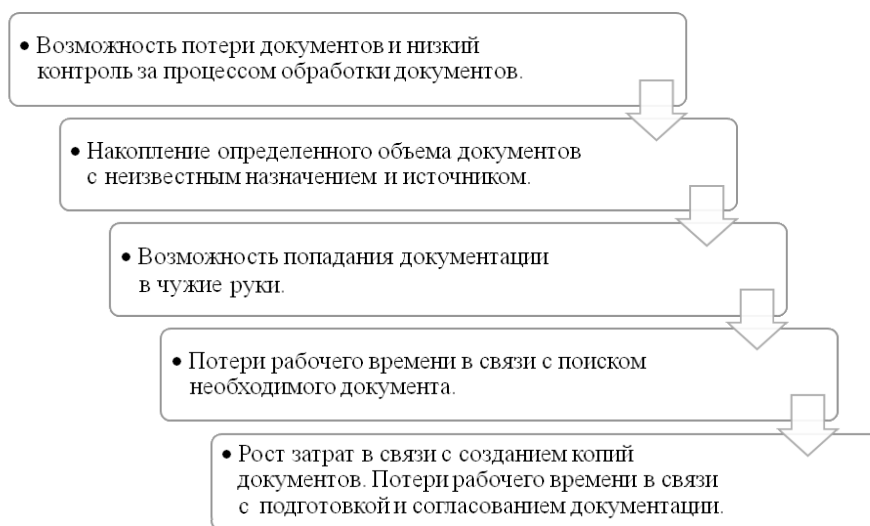 • Возможность потери документов и низкий
контроль за процессом обработки документов.
• Накопление определенного объема документов
с неизвестным назначением и источником.
• Возможность попадания документации
в чужие руки.
• Потери рабочего времени в связи с поиском
необходимого документа.
• Рост затрат в связи с созданием копий
документов. Потери рабочего времени в связи
с подготовкой и согласованием документации.